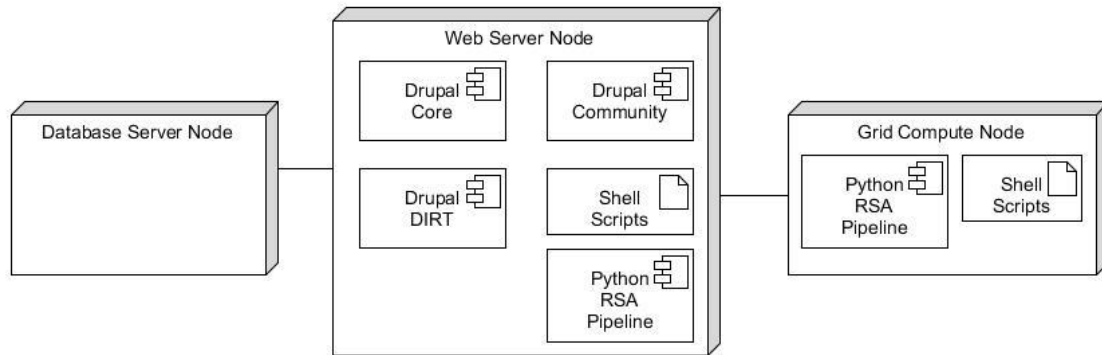 Database Server Node
Web Server Node
Drupal
Core
Drupal
Community
Drupal
DIRT
Shell
Scripts
Python
RSA
Pipeline
Grid Compute Node
Python
RSA
Pipeline
Shell
Scripts